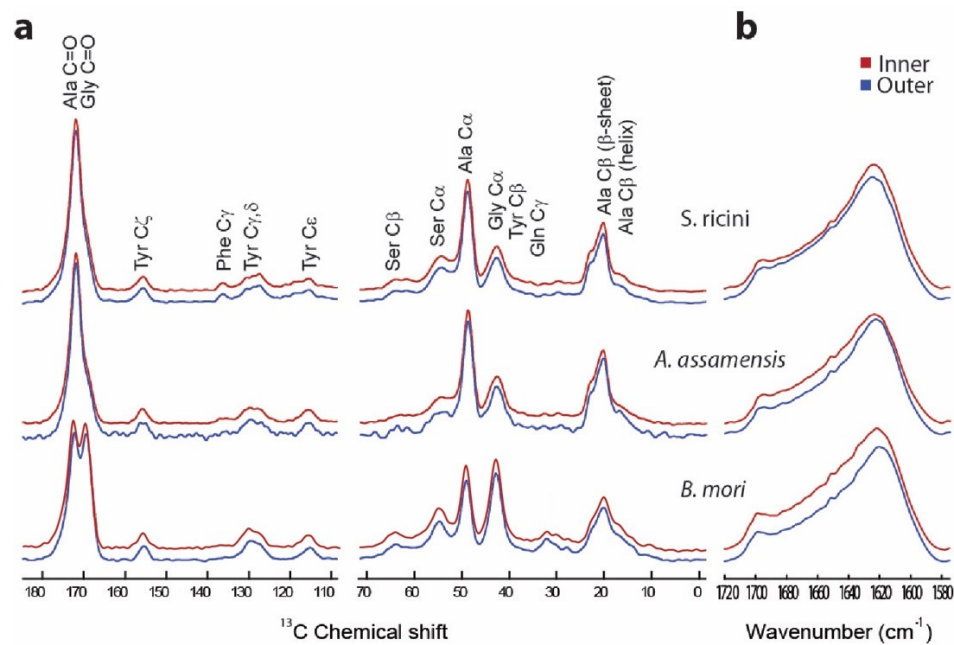 a
b
Inner
Outer
Ala C=O
Gly C=O
Tyr Cζ
Phe Cγ
Tyr Cγ,δ
Tyr Cε
Ser Cβ
Ser Cα
Ala Cα
Gly Cα
Tyr Cβ
Gln Cγ
Ala Cβ (β-sheet)
Ala Cβ (helix)
S. ricini
A. assamensis
B. mori
180 170 160 150 140 130 120 110 70 60 50 40 30 20 10 0
1720 1700 1680 1660 1640 1620 1600 1580
13C Chemical shift
Wavenumber (cm-1)